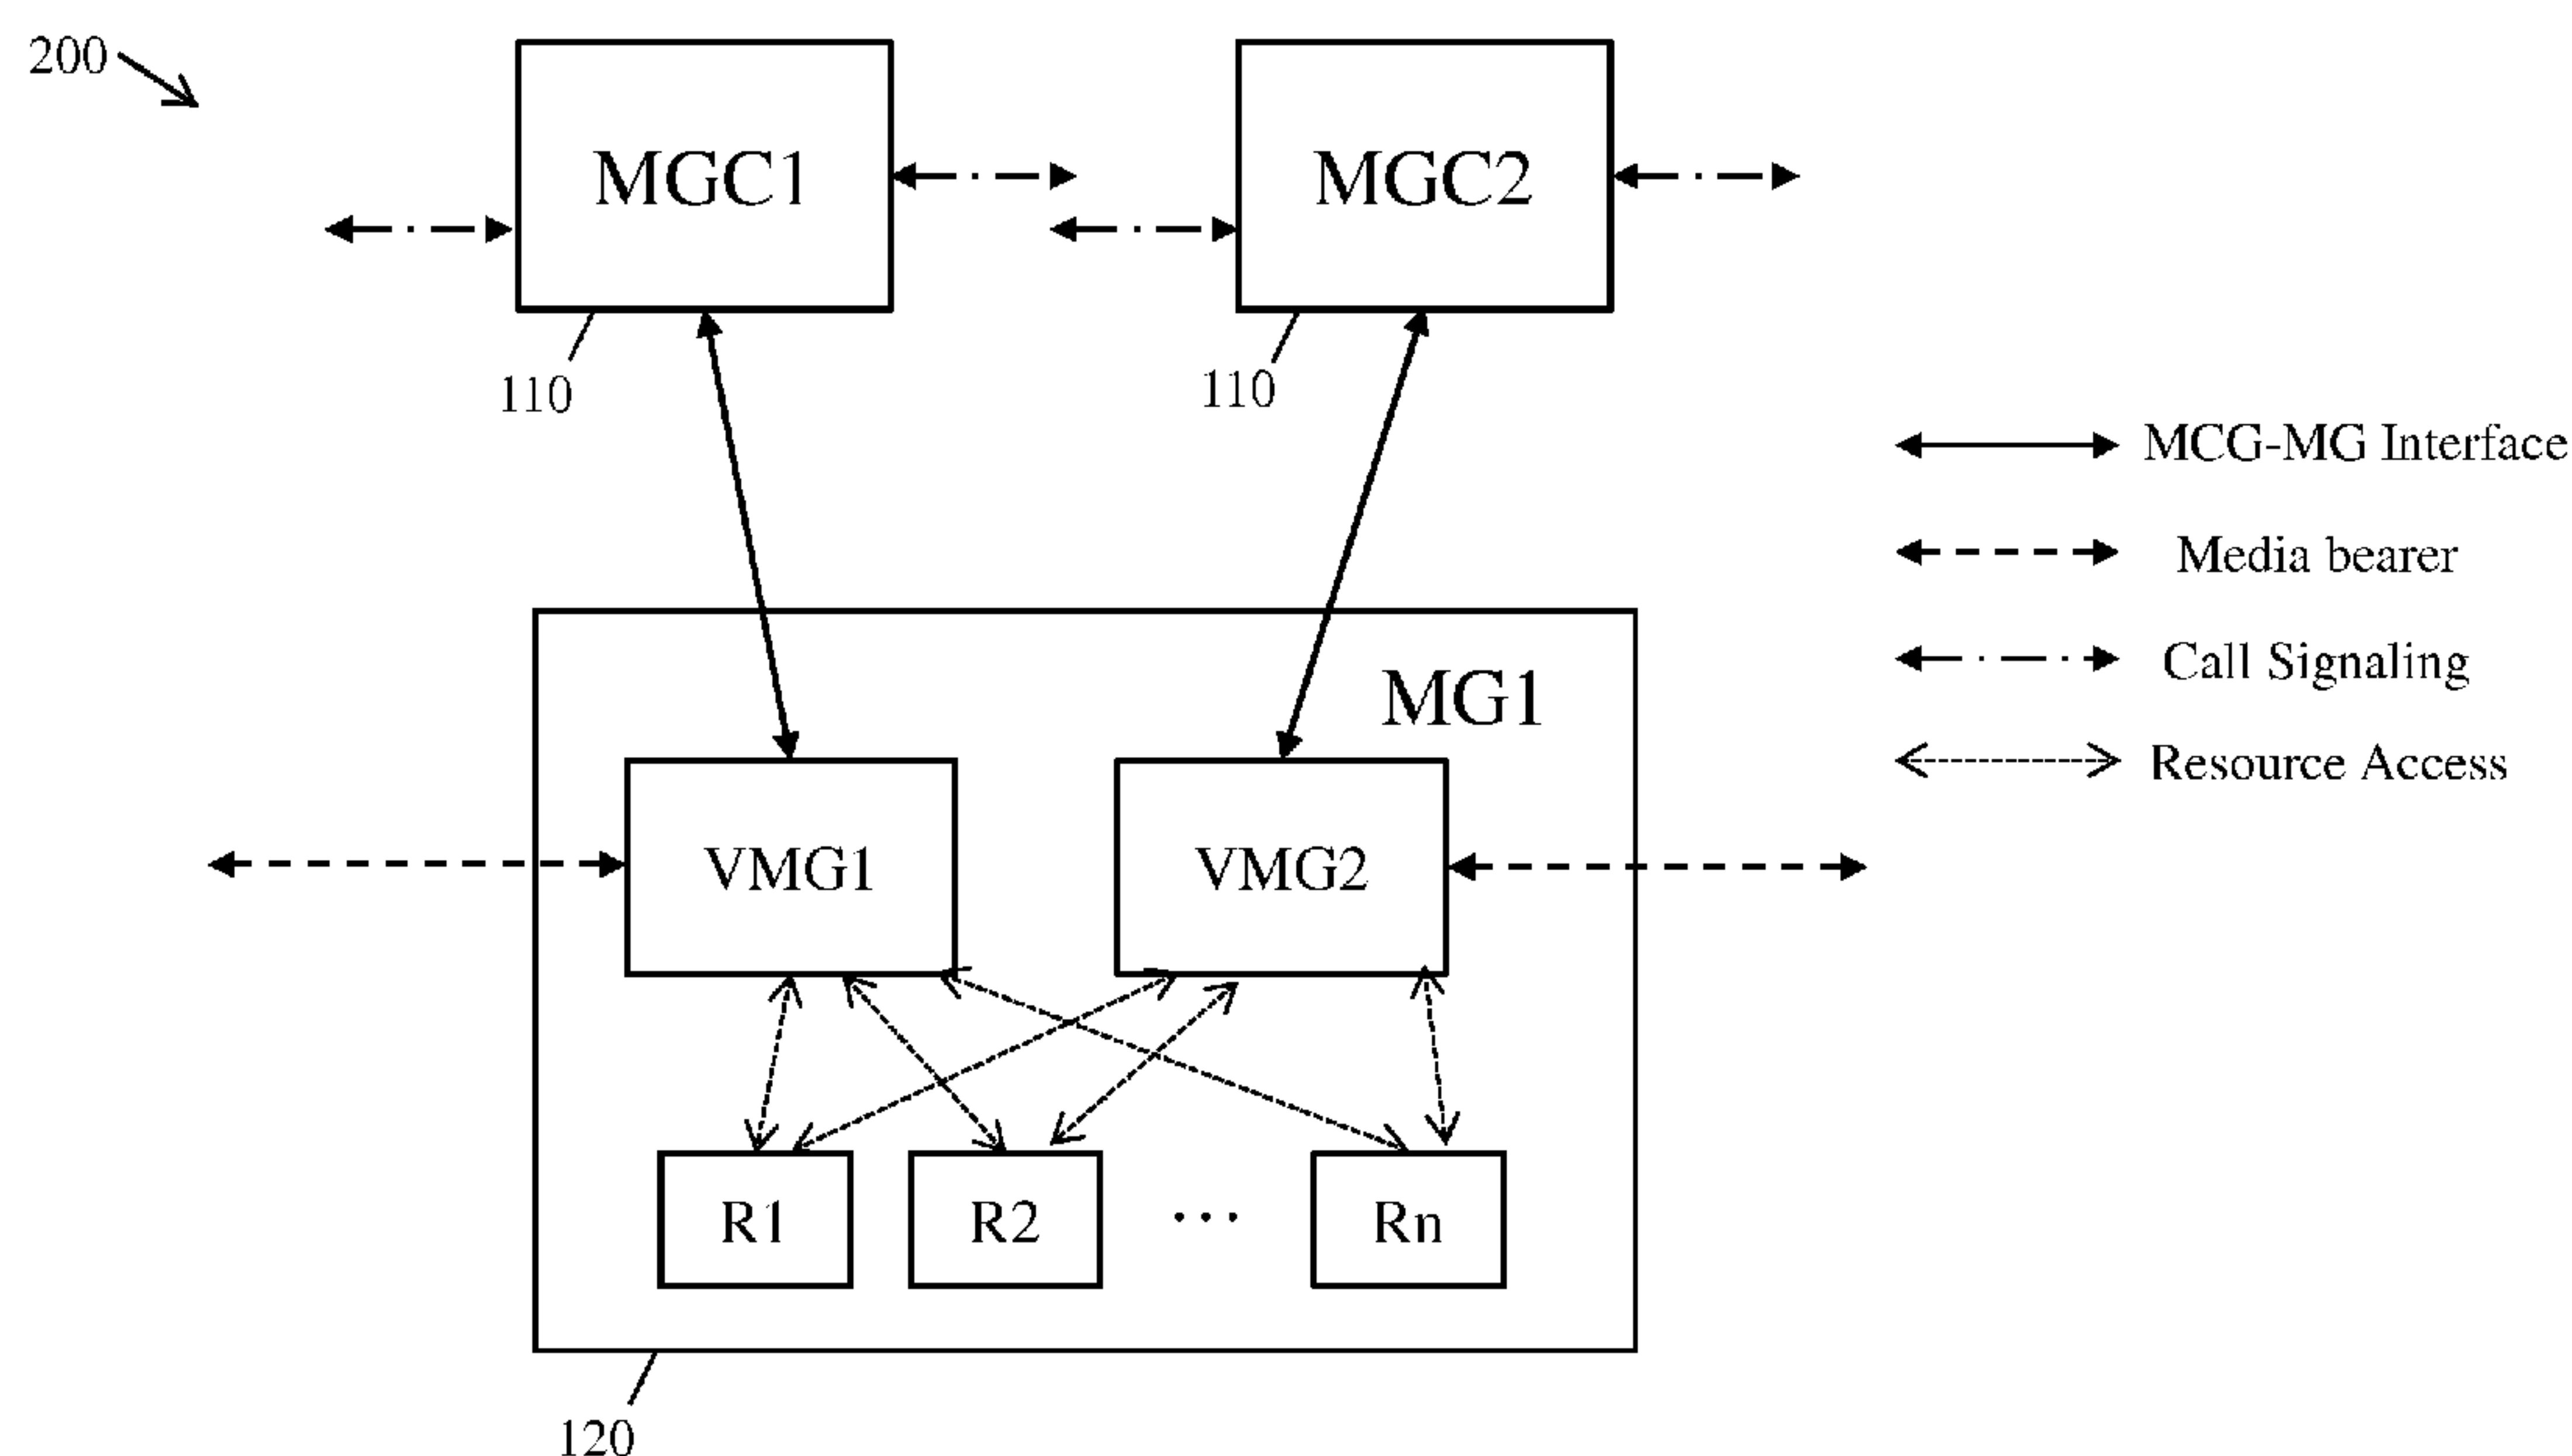 200
MGC1
MGC2
110
110
MCG-MG Interface
Media bearer
Call Signaling
Resource Access
MG1
VMG1
VMG2
R1
R2
...
Rn
120